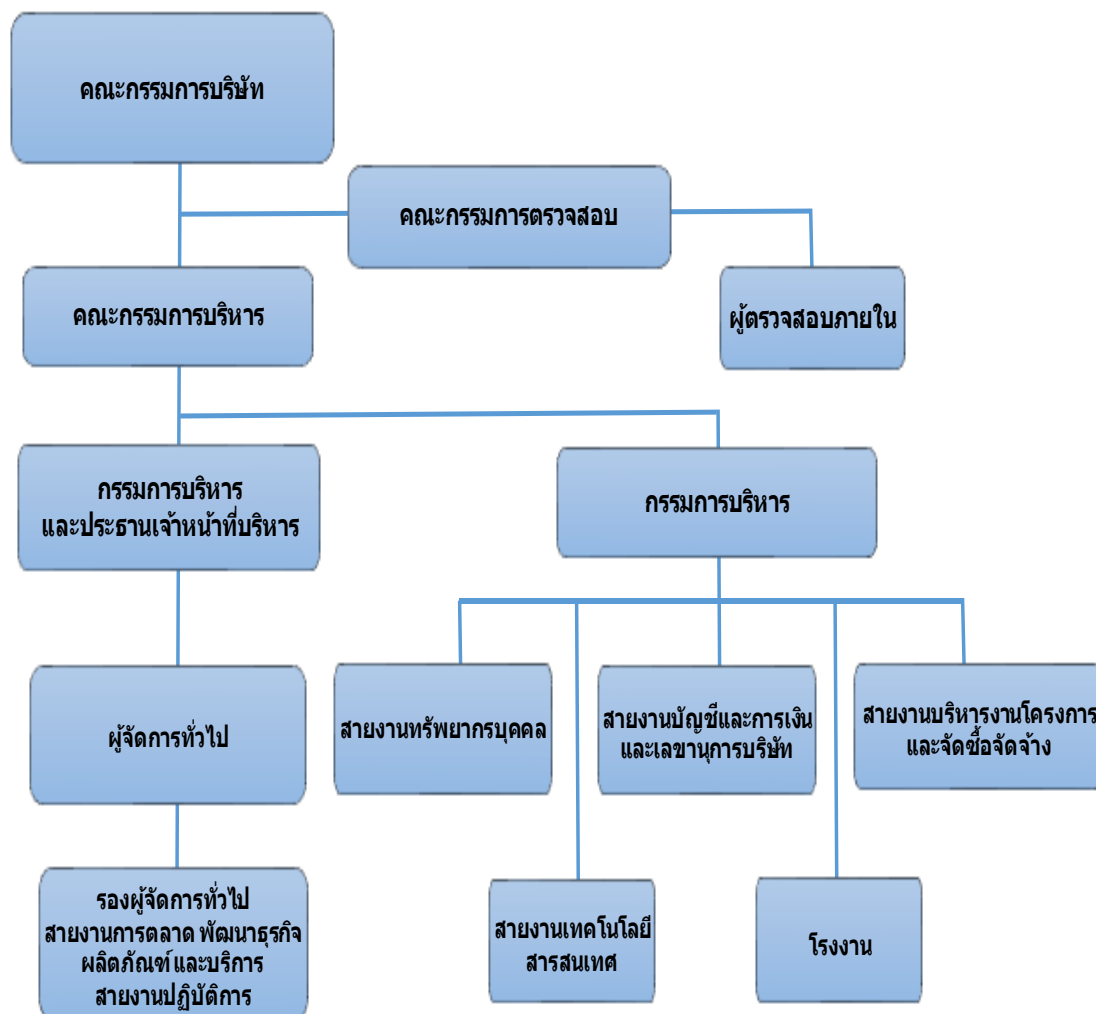 คณะกรรมการบริษัท
คณะกรรมการตรวจสอบ
คณะกรรมการบริหาร
ผู้ตรวจสอบภายใน
กรรมการบริหาร
และประธานเจ้าหน้าที่บริหาร
กรรมการบริหาร
ผู้จัดการทั่วไป
สายงานทรัพยากรบุคคล
สายงานบัญชีและการเงิน
และเลขานุการบริษัท
สายงานบริหารงานโครงการ
และจัดซื้อจัดจ้าง
รองผู้จัดการทั่วไป
สายงานการตลาด พัฒนาธุรกิจ
ผลิตภัณฑ์ และบริการ
สายงานปฏิบัติการ
สายงานเทคโนโลยี
สารสนเทศ
โรงงาน